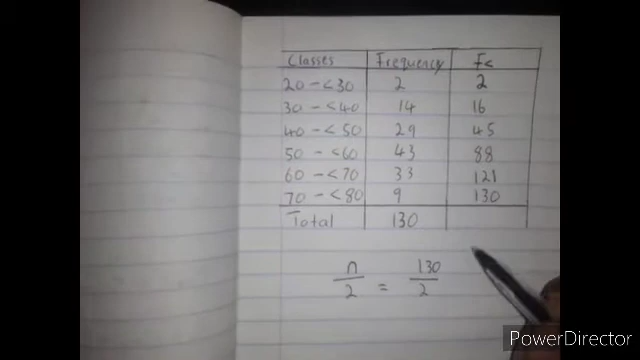 Classes Frequency F<
20 - <30 2 2
30 - <40 14 16
40 - <50 29 45
50 - <60 43 88
60 - <70 33 121
70 - <80 9 130
Total 130
n/2 = 130/2
PowerDirector